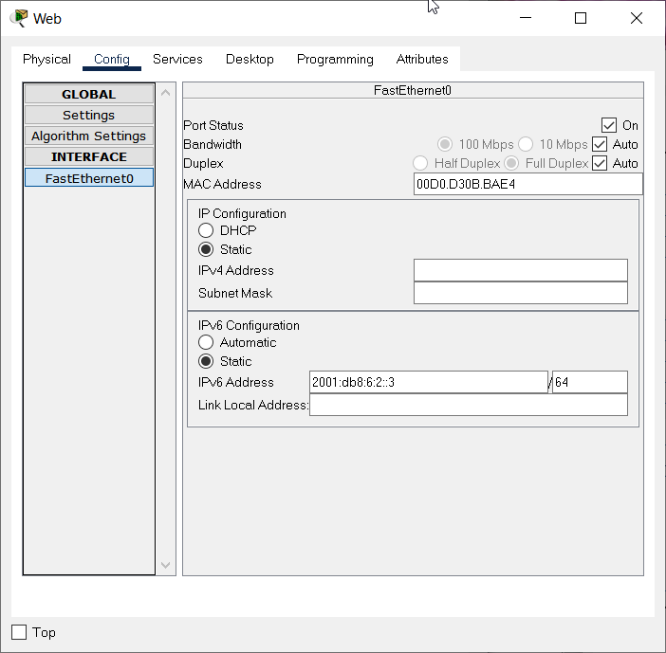 Web
Physical Config Services Desktop Programming Attributes
GLOBAL
Settings
Algorithm Settings
INTERFACE
FastEthernet0
FastEthernet0
Port Status On
Bandwidth 100 Mbps 10 Mbps Auto
Duplex Half Duplex Full Duplex Auto
MAC Address 00D0.D30B.BAE4
IP Configuration
DHCP
Static
IPv4 Address
Subnet Mask
IPv6 Configuration
Automatic
Static
IPv6 Address 2001:db8:6:2::3 / 64
Link Local Address:
Top